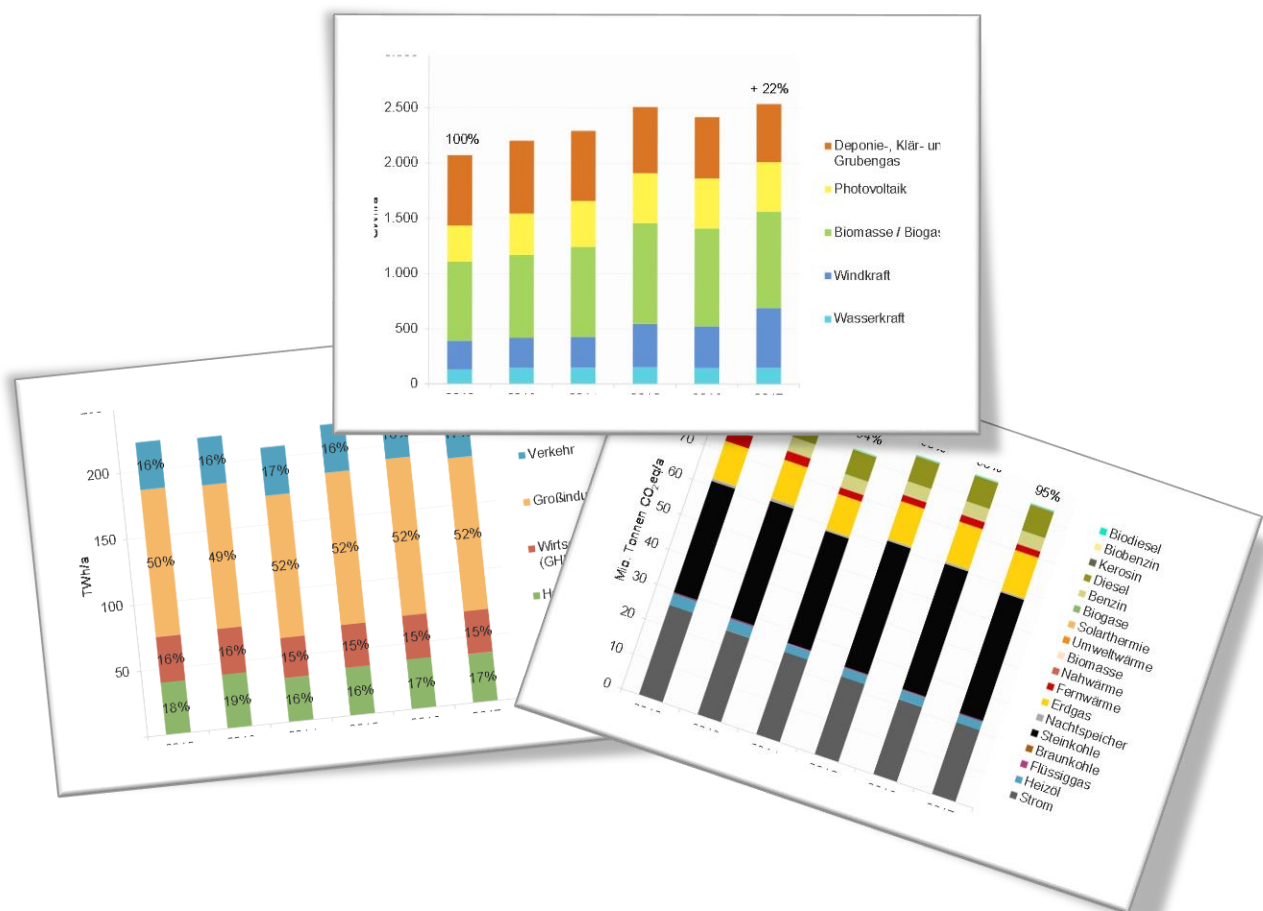 2.500
2.000
1.500
1.000
500
0
100%
+ 22%
Deponie-, Klär- un
Grubengas
Photovoltaik
Biomasse / Biogas
Windkraft
Wasserkraft
TWh/a
200
150
100
50
16%
16%
17%
16%
50%
49%
52%
52%
52%
52%
16%
16%
15%
15%
15%
15%
18%
19%
16%
16%
17%
17%
Verkehr
Großindu
Wirts
(GH
Mio. Tonnen CO₂eq/a
70
60
50
40
30
20
10
0
95%
Biodiesel
Biobenzin
Kerosin
Diesel
Benzin
Biogase
Solarthermie
Umweltwärme
Biomasse
Nahwärme
Fernwärme
Erdgas
Nachtspeicher
Steinkohle
Braunkohle
Flüssiggas
Heizöl
Strom